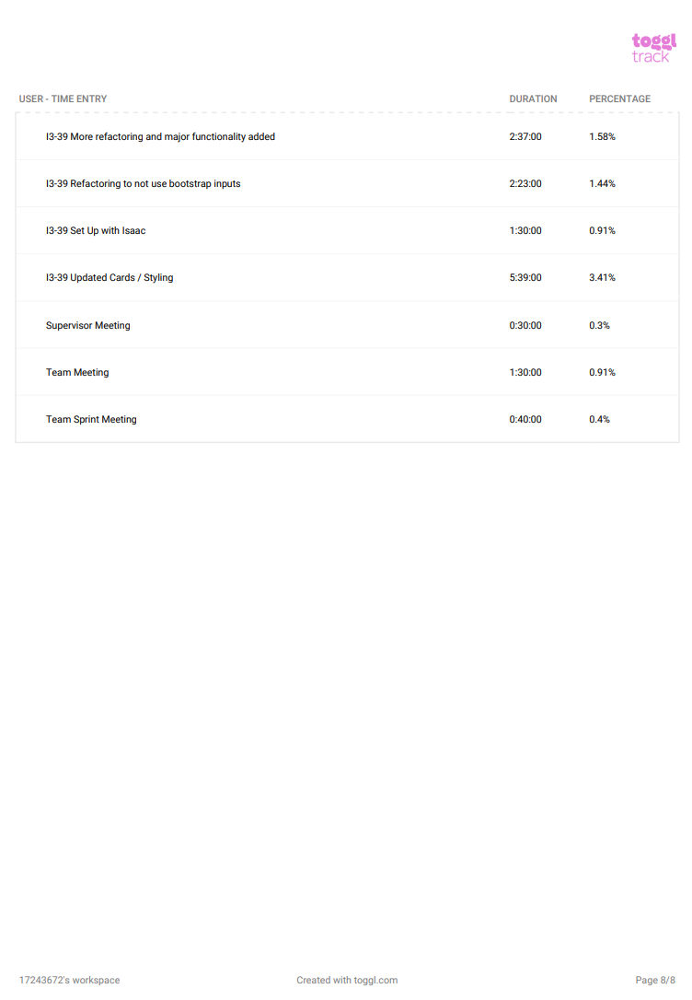 toggl
track
USER - TIME ENTRY DURATION PERCENTAGE
I3-39 More refactoring and major functionality added 2:37:00 1.58%
I3-39 Refactoring to not use bootstrap inputs 2:23:00 1.44%
I3-39 Set Up with Isaac 1:30:00 0.91%
I3-39 Updated Cards / Styling 5:39:00 3.41%
Supervisor Meeting 0:30:00 0.3%
Team Meeting 1:30:00 0.91%
Team Sprint Meeting 0:40:00 0.4%
17243672's workspace Created with toggl.com Page 8/8